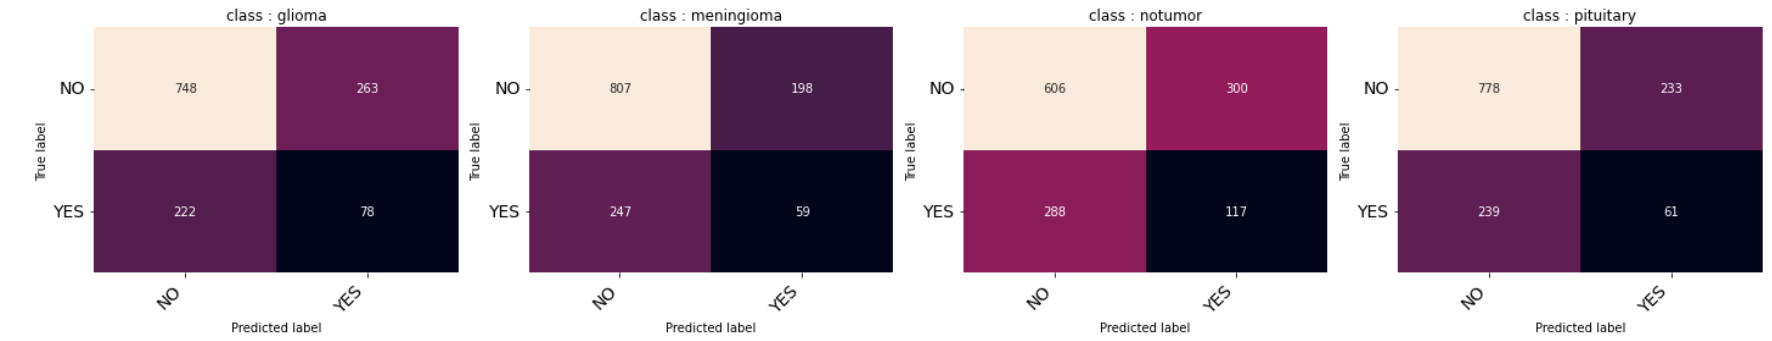 class : glioma
NO
748
263
True label
YES
222
78
NO
YES
Predicted label
class : meningioma
NO
807
198
True label
YES
247
59
NO
YES
Predicted label
class : notumor
NO
606
300
True label
YES
288
117
NO
YES
Predicted label
class : pituitary
NO
778
233
True label
YES
239
61
NO
YES
Predicted label